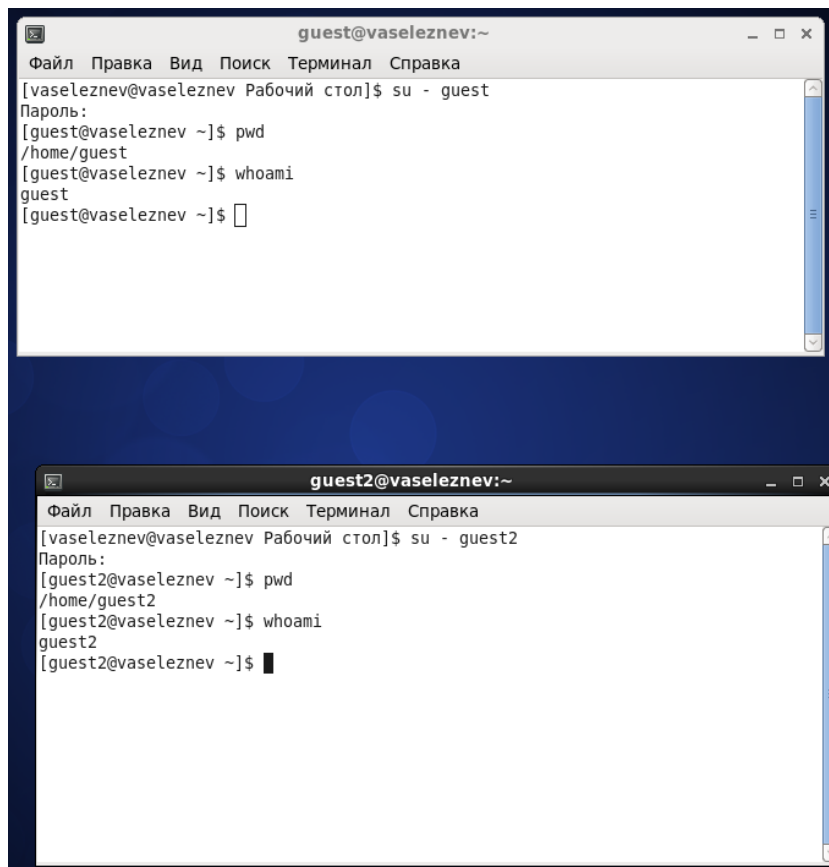 guest@vaseleznev:~
Файл Правка Вид Поиск Терминал Справка
[vaseleznev@vaseleznev Рабочий стол]$ su - guest
Пароль:
[guest@vaseleznev ~]$ pwd
/home/guest
[guest@vaseleznev ~]$ whoami
guest
[guest@vaseleznev ~]$
guest2@vaseleznev:~
Файл Правка Вид Поиск Терминал Справка
[vaseleznev@vaseleznev Рабочий стол]$ su - guest2
Пароль:
[guest2@vaseleznev ~]$ pwd
/home/guest2
[guest2@vaseleznev ~]$ whoami
guest2
[guest2@vaseleznev ~]$